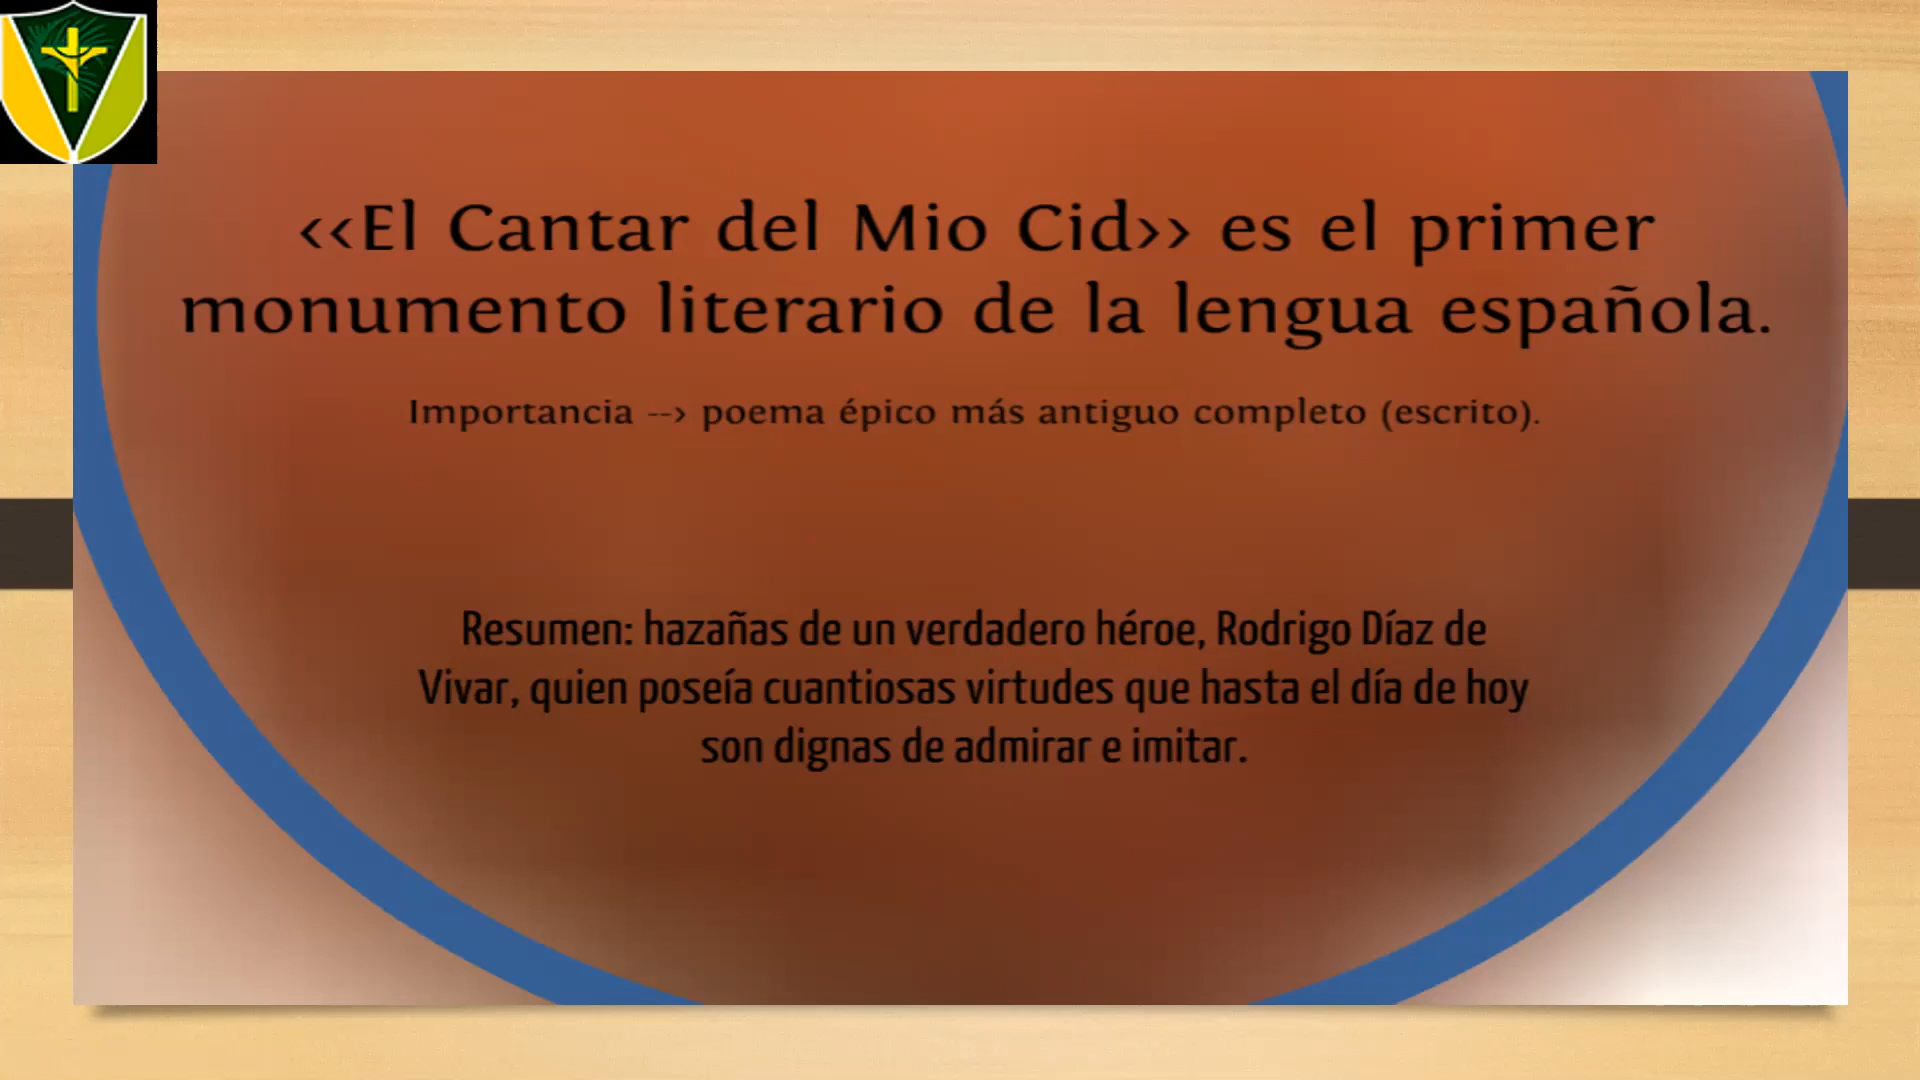 <<El Cantar del Mio Cid>> es el primer
monumento literario de la lengua española.
Importancia --> poema épico más antiguo completo (escrito).
Resumen: hazañas de un verdadero héroe, Rodrigo Díaz de
Vivar, quien poseía cuantiosas virtudes que hasta el día de hoy
son dignas de admirar e imitar.